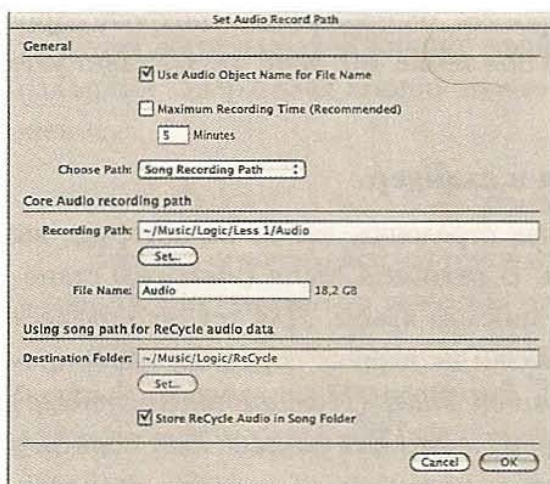 Set Audio Record Path
General
Use Audio Object Name for File Name
Maximum Recording Time (Recommended)
5 Minutes
Choose Path: Song Recording Path
Core Audio recording path
Recording Path: ~/Music/Logic/Less 1/Audio
Set...
File Name: Audio 18,2 GB
Using song path for ReCycle audio data
Destination Folder: ~/Music/Logic/ReCycle
Set...
Store ReCycle Audio in Song Folder
Cancel OK